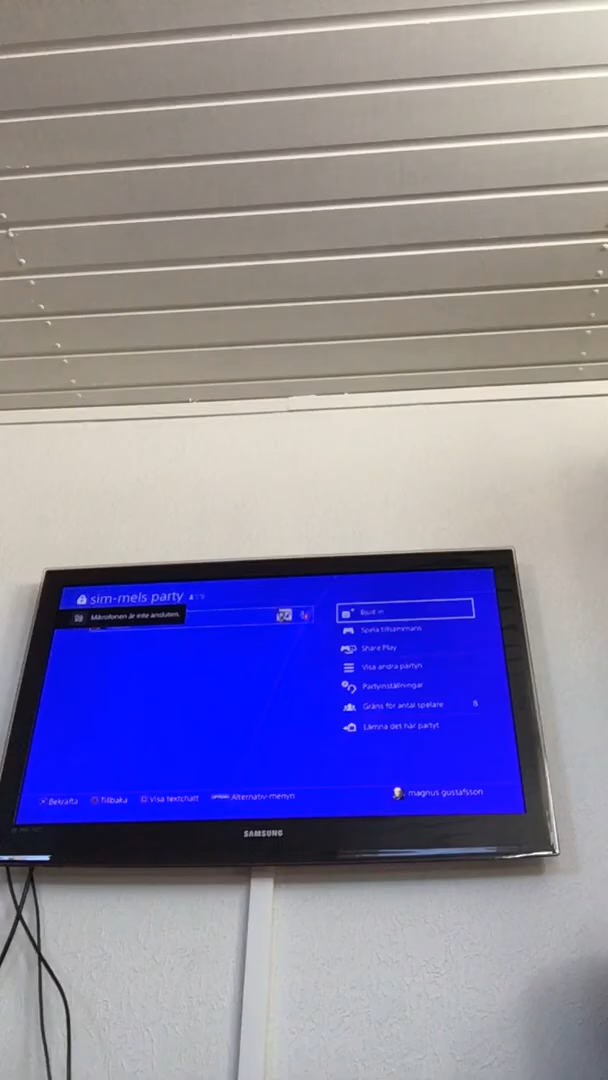 sim-mels party
Mikrofonen är inte ansluten.
Bjud in
Spela tillsammans
Share Play
Visa andra partyn
Partyinställningar
Gräns för antal spelare 8
Lämna det här partyt
Bekräfta Tillbaka Visa textchatt OPTIONS Alternativ-menyn
magnus gustafsson
SAMSUNG